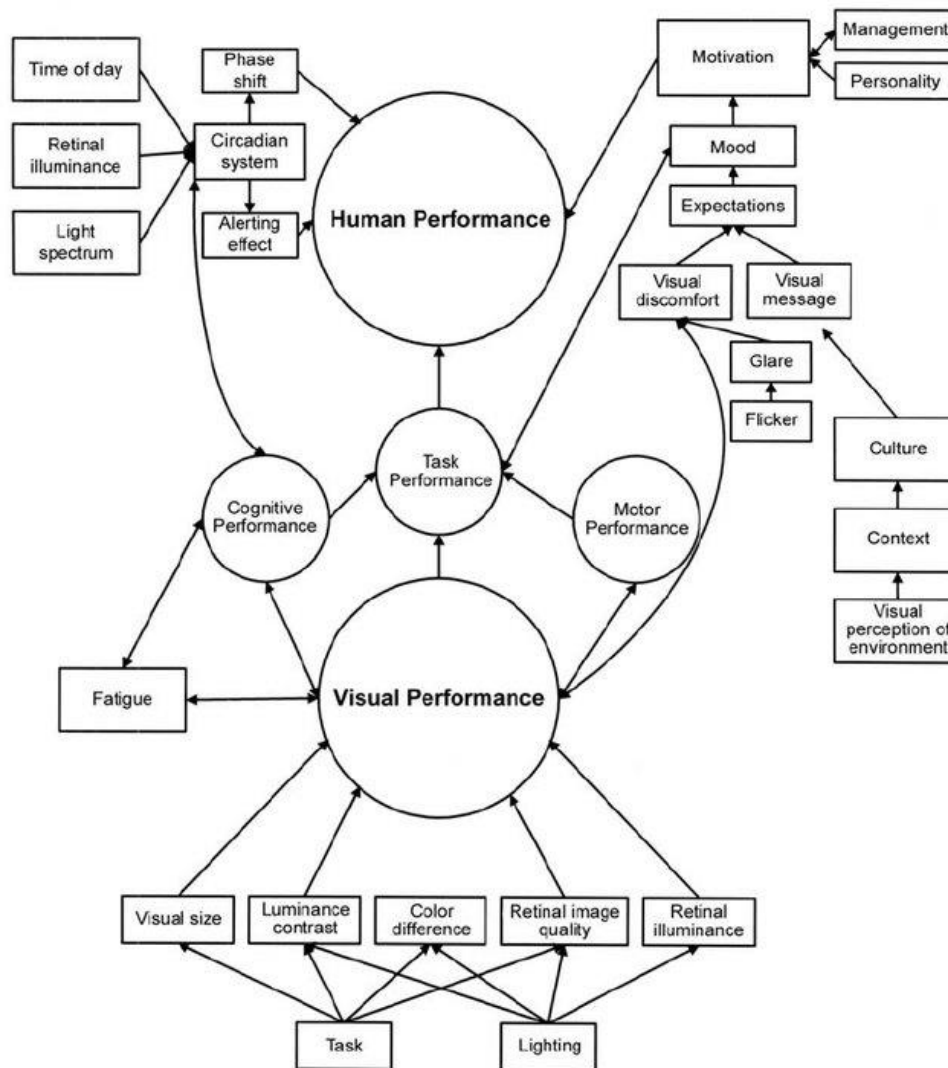 Time of day
Retinal
illuminance
Light
spectrum
Phase
shift
Circadian
system
Alerting
effect
Human Performance
Motivation
Management
Personality
Mood
Expectations
Visual
discomfort
Visual
message
Glare
Flicker
Culture
Context
Visual
perception of
environment
Task
Performance
Cognitive
Performance
Motor
Performance
Fatigue
Visual Performance
Visual size
Luminance
contrast
Color
difference
Retinal image
quality
Retinal
illuminance
Task
Lighting